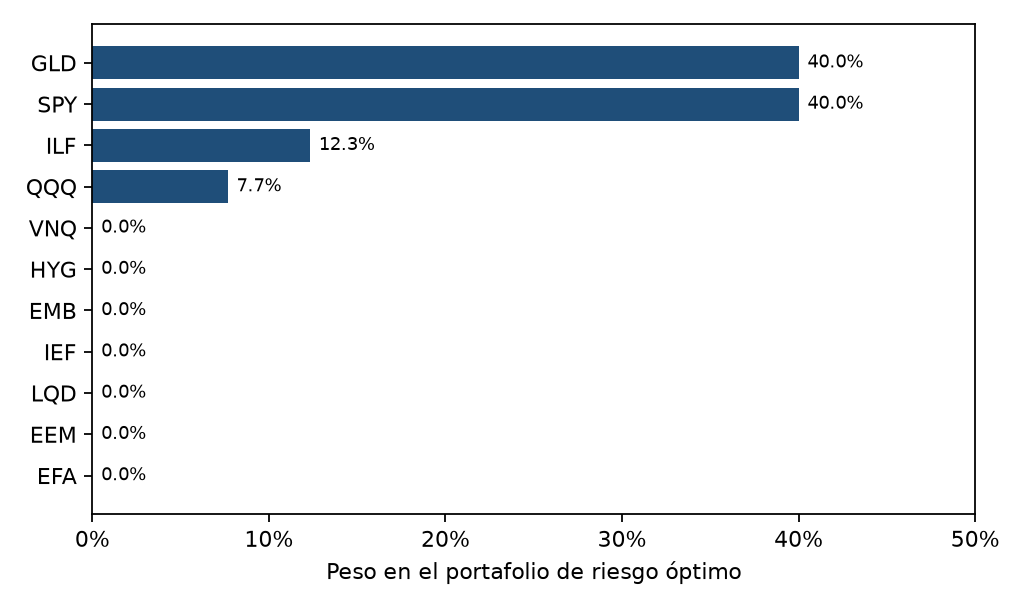 GLD 40.0%
SPY 40.0%
ILF 12.3%
QQQ 7.7%
VNQ 0.0%
HYG 0.0%
EMB 0.0%
IEF 0.0%
LQD 0.0%
EEM 0.0%
EFA 0.0%
0% 10% 20% 30% 40% 50%
Peso en el portafolio de riesgo óptimo